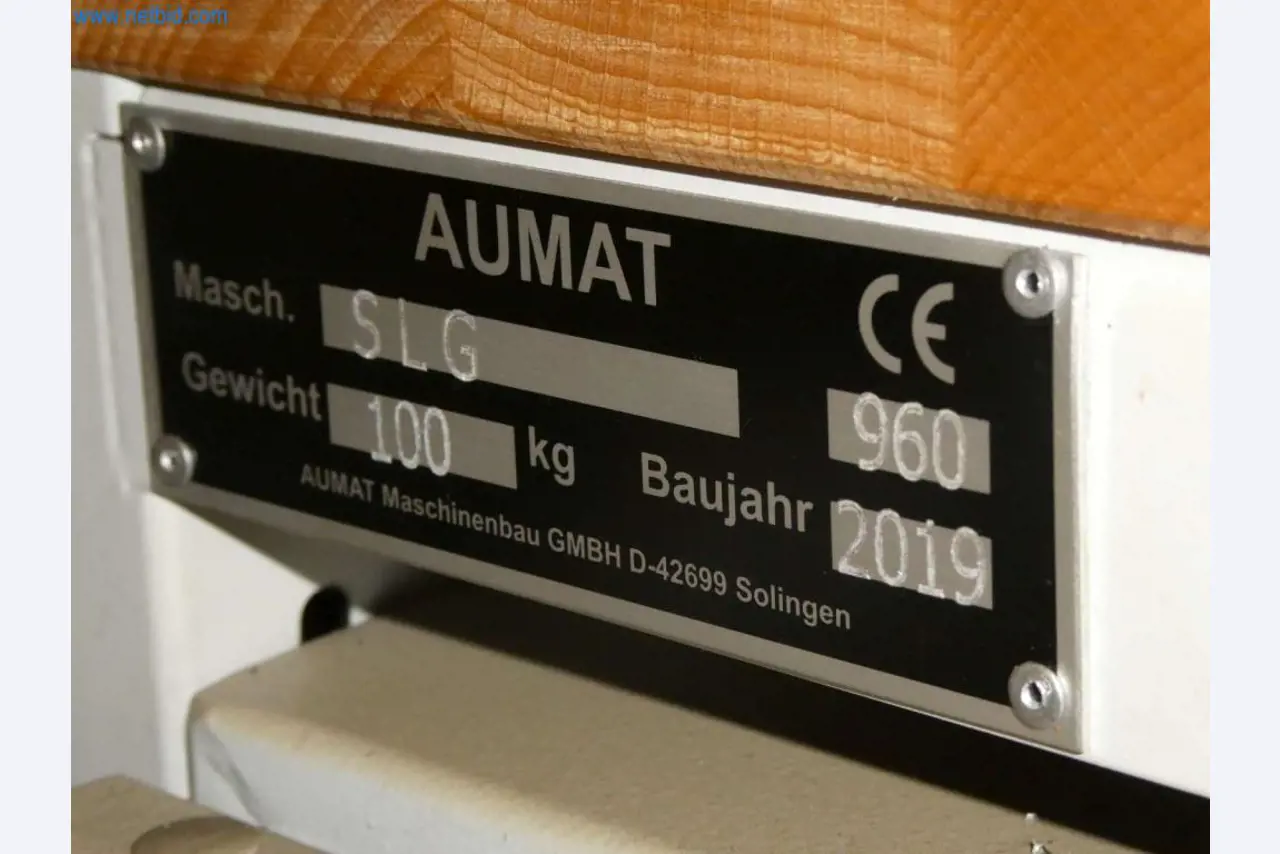 www.netbid.com
AUMAT
CE
Masch. SLG
960
Gewicht 100 kg
Baujahr 2019
AUMAT Maschinenbau GMBH D-42699 Solingen